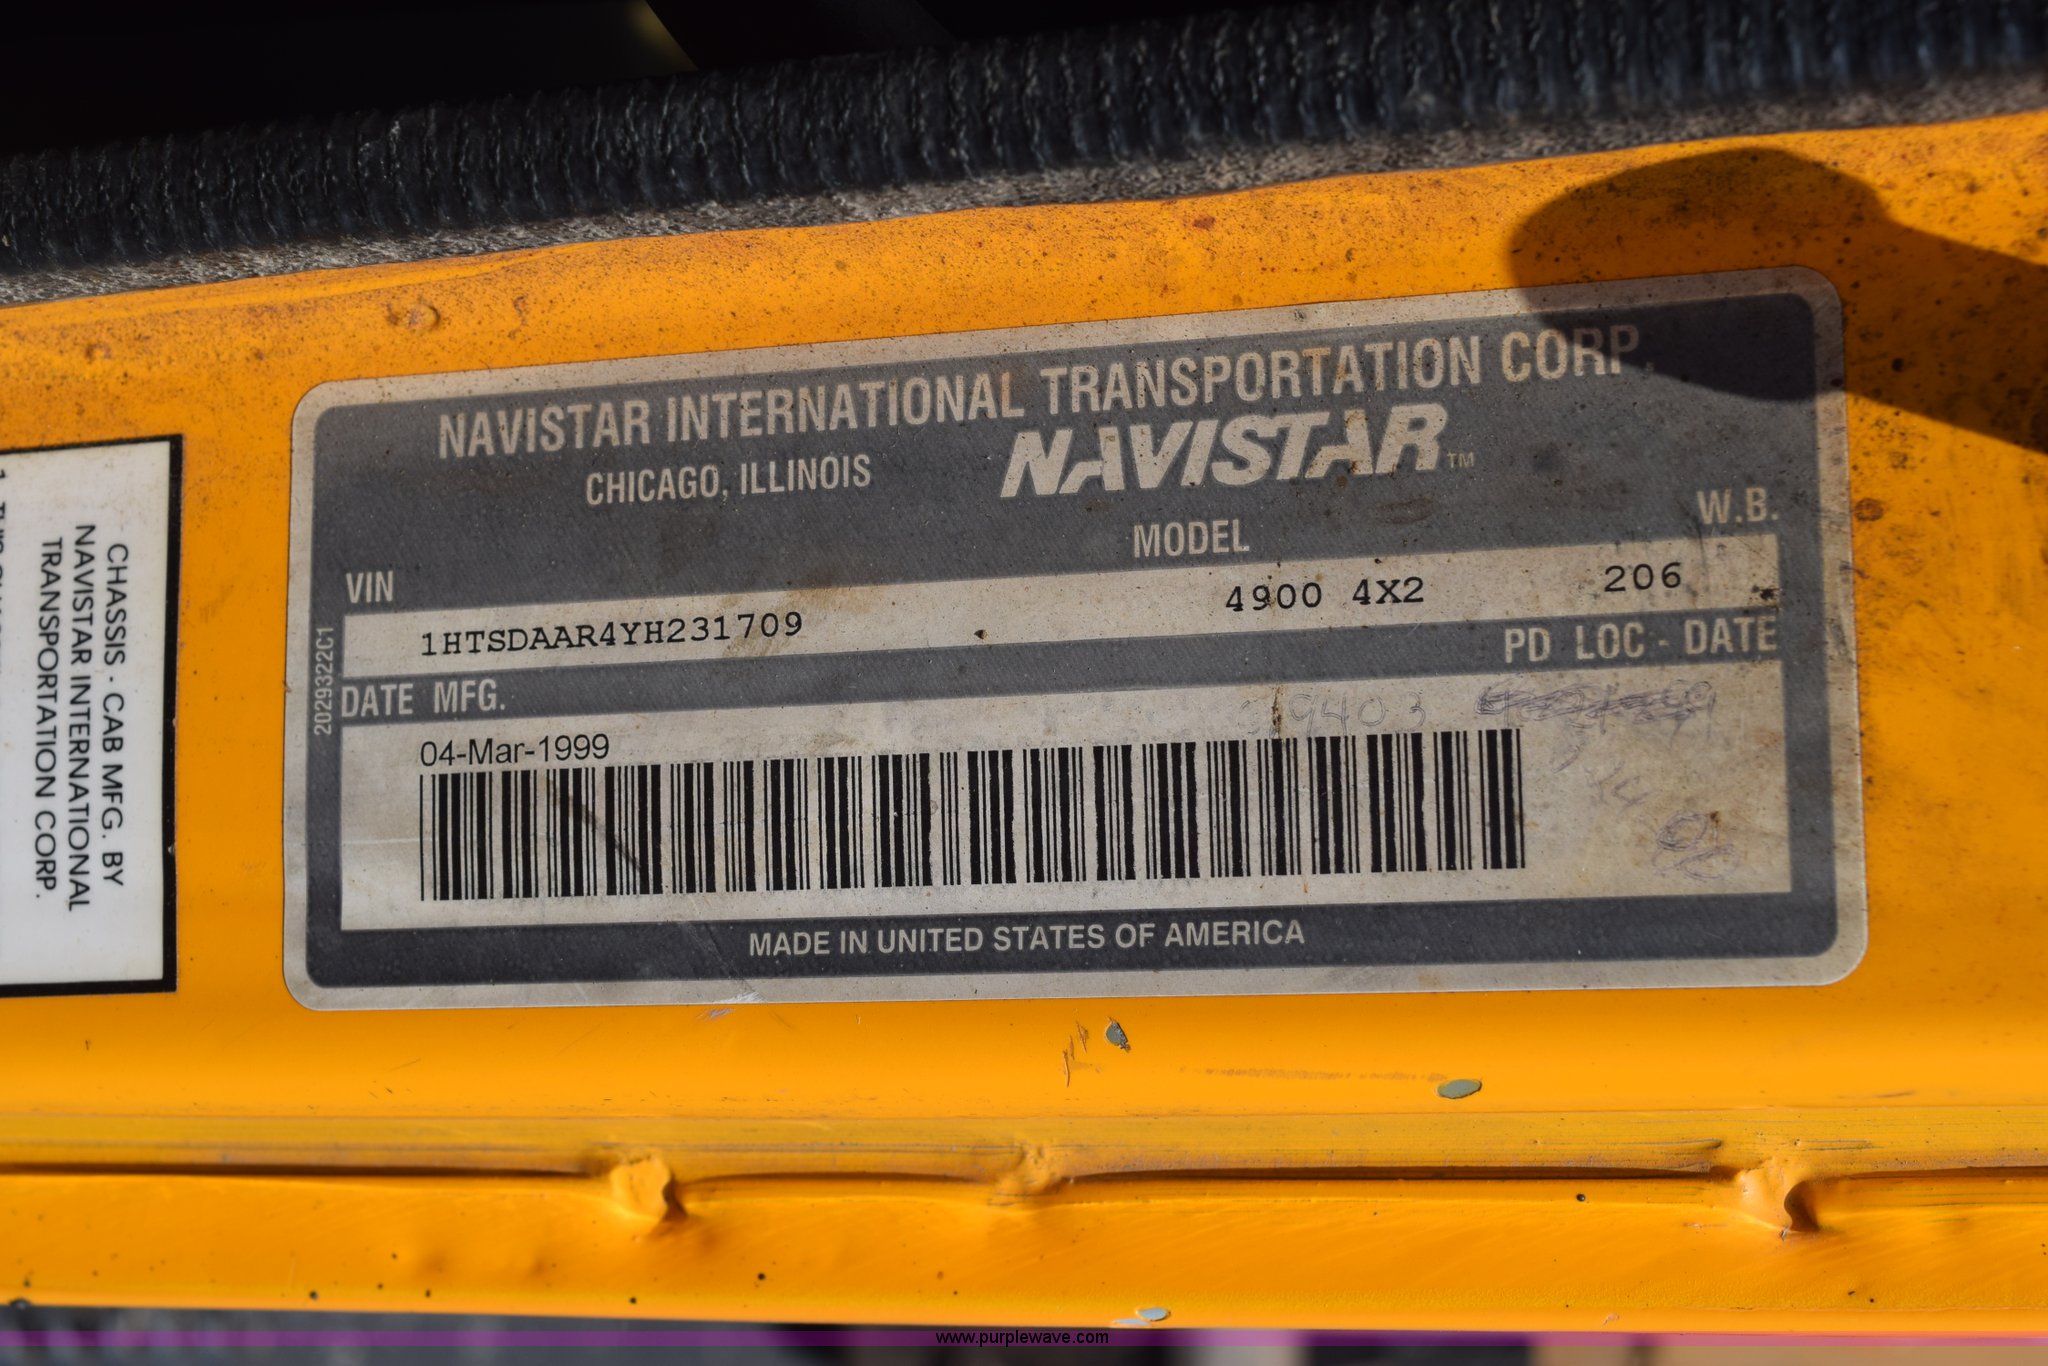 NAVISTAR INTERNATIONAL TRANSPORTATION CORP.
CHICAGO, ILLINOIS
NAVISTAR™
VIN
MODEL
W.B.
1HTSDAAR4YH231709
4900 4X2
206
DATE MFG.
PD LOC - DATE
04-Mar-1999
9403
MADE IN UNITED STATES OF AMERICA
2029322C1
CHASSIS - CAB MFG. BY
NAVISTAR INTERNATIONAL
TRANSPORTATION CORP.
www.purplewave.com